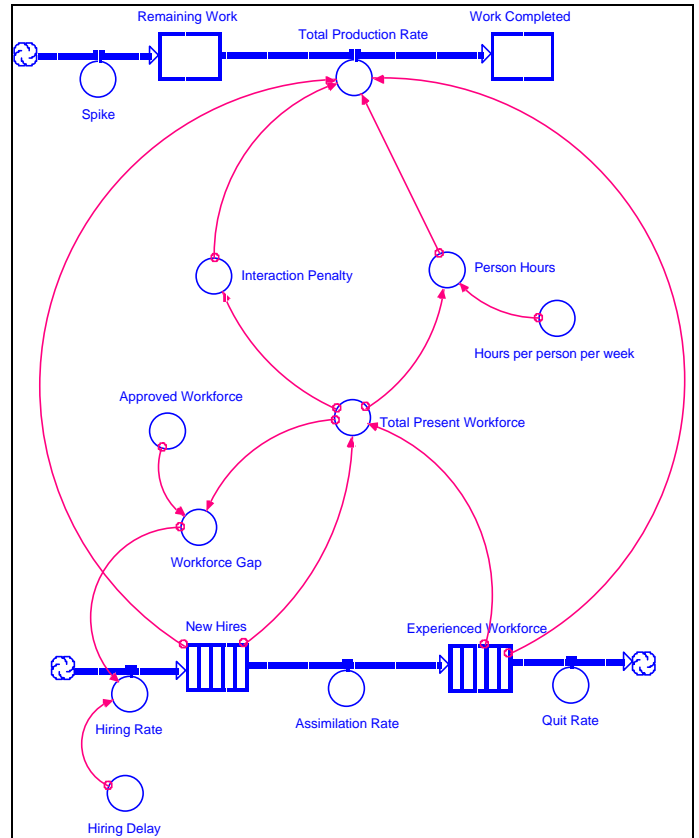 Remaining Work
Work Completed
Total Production Rate
Spike
Interaction Penalty
Person Hours
Hours per person per week
Approved Workforce
Total Present Workforce
Workforce Gap
New Hires
Experienced Workforce
Hiring Rate
Assimilation Rate
Quit Rate
Hiring Delay